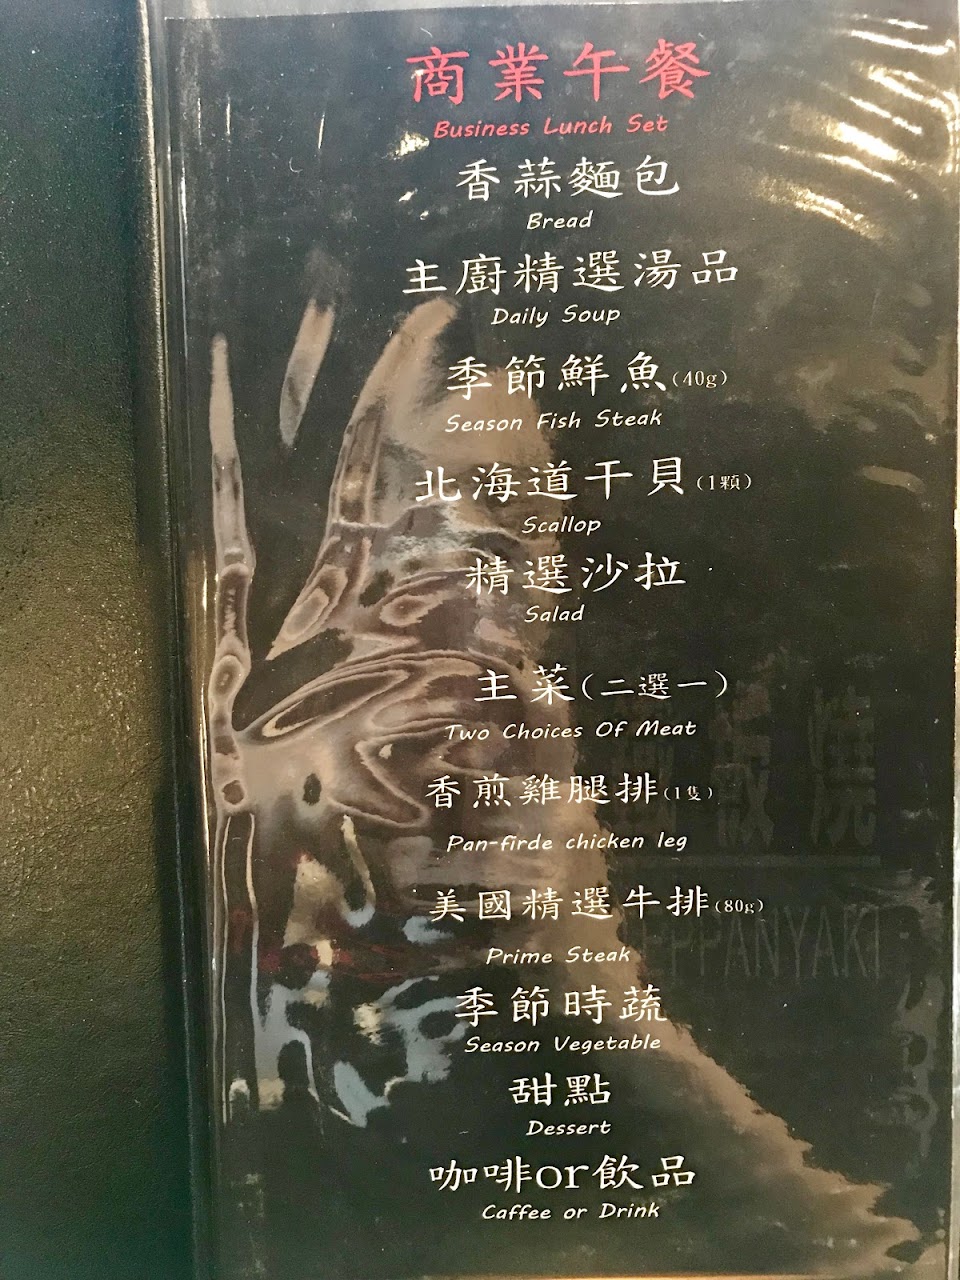 商業午餐
Business Lunch Set
香蒜麵包
Bread
主廚精選湯品
Daily Soup
季節鮮魚(40g)
Season Fish Steak
北海道干貝(1顆)
Scallop
精選沙拉
Salad
主菜(二選一)
Two Choices Of Meat
香煎雞腿排(1隻)
Pan-firde chicken leg
美國精選牛排(80g)
Prime Steak
季節時蔬
Season Vegetable
甜點
Dessert
咖啡or飲品
Caffee or Drink
鐵板燒
TEPPANYAKI